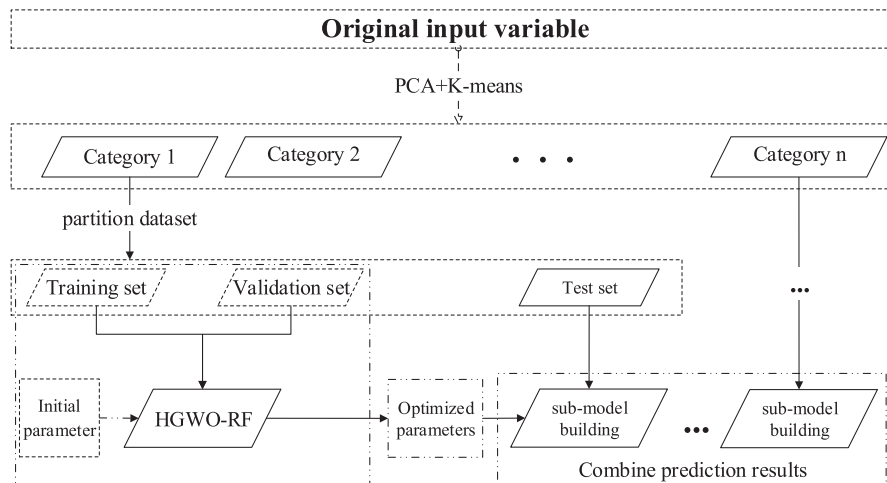 Original input variable
PCA+K-means
Category 1
Category 2
• • •
Category n
partition dataset
Training set
Validation set
Test set
...
Initial
parameter
HGWO-RF
Optimized
parameters
sub-model
building
...
sub-model
building
Combine prediction results